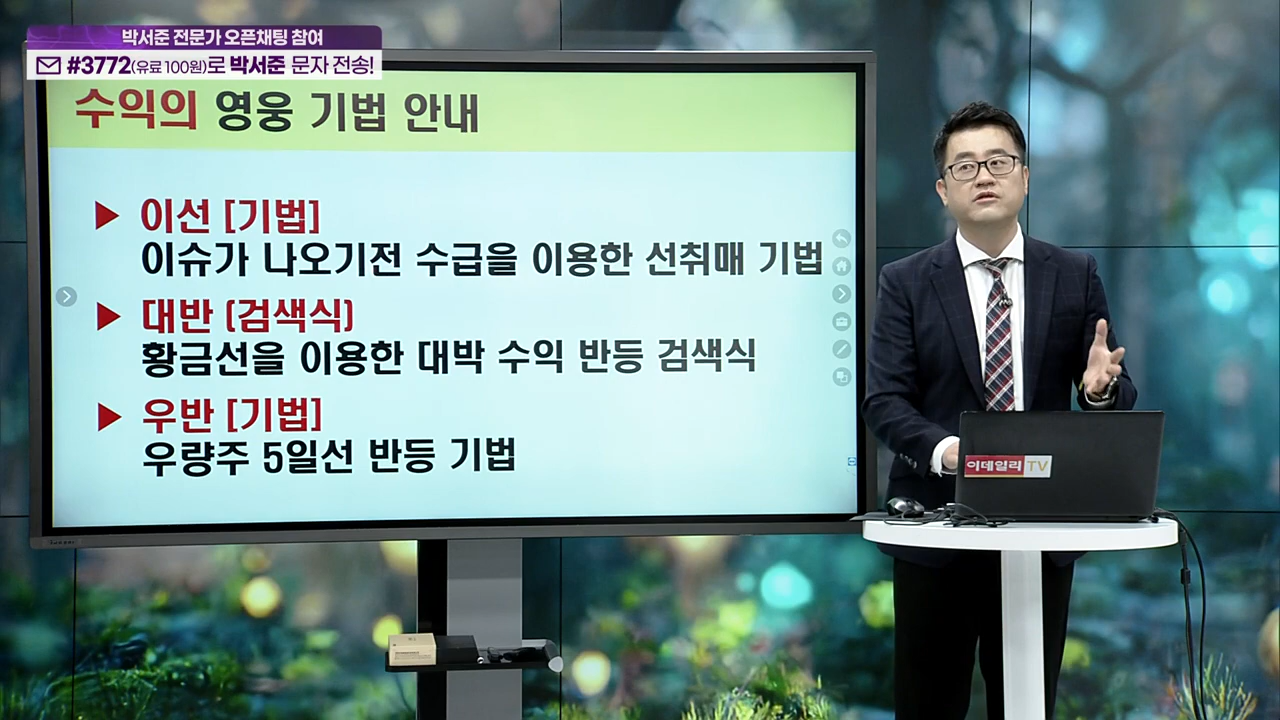 박서준 전문가 오픈채팅 참여
#3772(유료 100원)로 박서준 문자 전송!
수익의 영웅 기법 안내
▶ 이선 [기법]
이슈가 나오기전 수급을 이용한 선취매 기법
▶ 대반 (검색식)
황금선을 이용한 대박 수익 반등 검색식
▶ 우반 [기법]
우량주 5일선 반등 기법
이데일리 TV